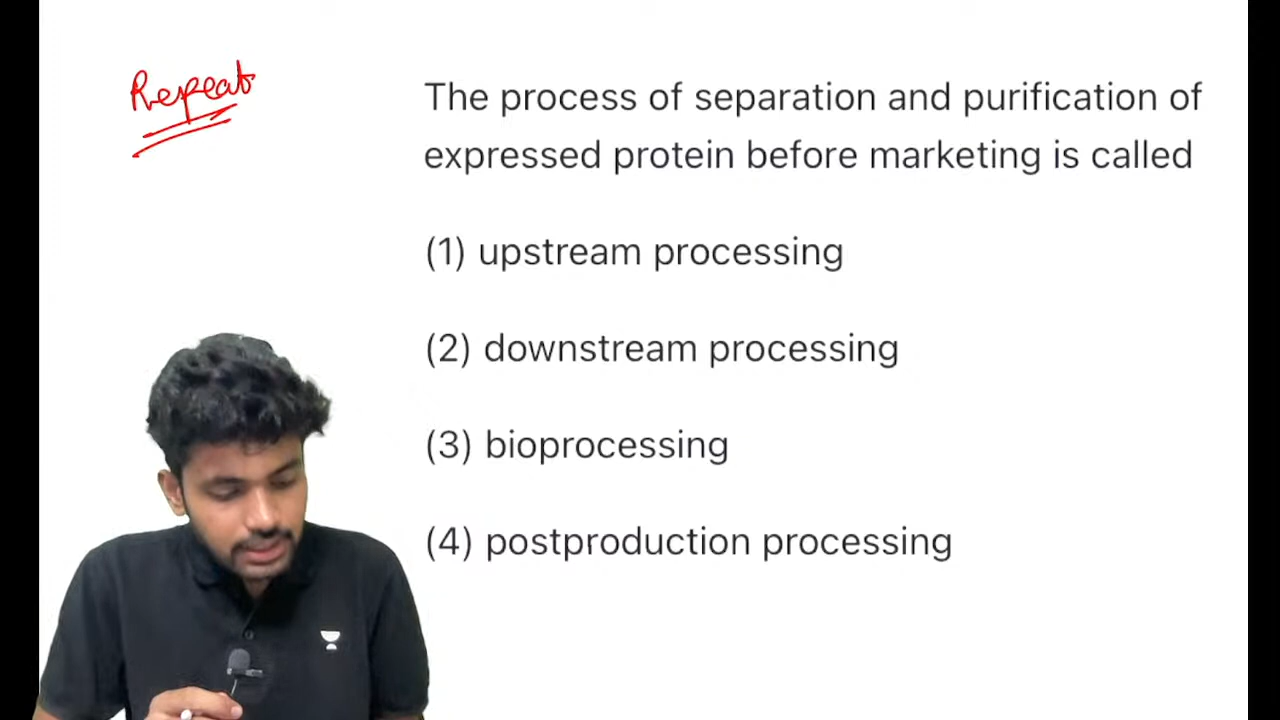 Repeat
The process of separation and purification of
expressed protein before marketing is called
(1) upstream processing
(2) downstream processing
(3) bioprocessing
(4) postproduction processing